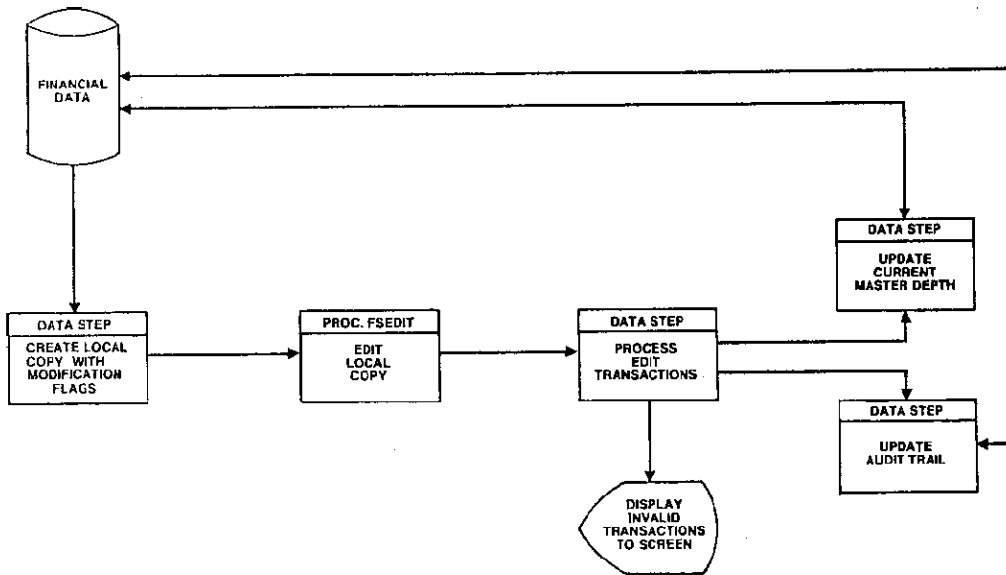 FINANCIAL
DATA
DATA STEP
UPDATE
CURRENT
MASTER DEPTH
DATA STEP
CREATE LOCAL
COPY WITH
MODIFICATION
FLAGS
PROC. FSEDIT
EDIT
LOCAL
COPY
DATA STEP
PROCESS
EDIT
TRANSACTIONS
DATA STEP
UPDATE
AUDIT TRAIL
DISPLAY
INVALID
TRANSACTIONS
TO SCREEN